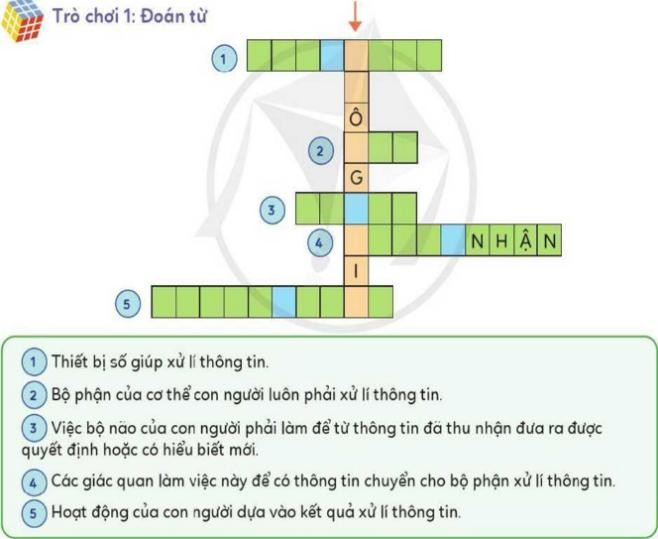 Trò chơi 1: Đoán từ
1
Ô
2
G
3
4 N H Ậ N
I
5
1 Thiết bị số giúp xử lí thông tin.
2 Bộ phận của cơ thể con người luôn phải xử lí thông tin.
3 Việc bộ não của con người phải làm để từ thông tin đã thu nhận đưa ra được
quyết định hoặc có hiểu biết mới.
4 Các giác quan làm việc này để có thông tin chuyển cho bộ phận xử lí thông tin.
5 Hoạt động của con người dựa vào kết quả xử lí thông tin.